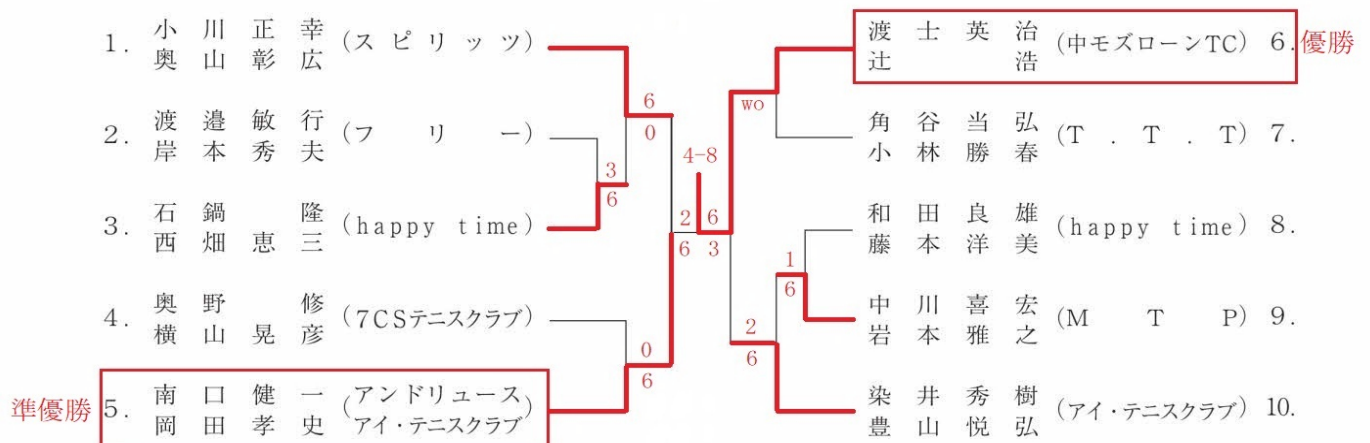 1. 小川正幸 (スピリッツ)
奥山彰広
2. 渡邉敏行 (フリー)
岸本秀夫
3. 石鍋隆 (happy time)
西畑恵三
4. 奥野修 (7CSテニスクラブ)
横山晃彦
準優勝 5. 南口健一 (アンドリュース
岡田孝史 アイ・テニスクラブ)
6
0
3
6
2
6
0
6
4-8
6
3
wo
1
6
2
6
渡士英治 (中モズローンTC) 6. 優勝
辻浩
角谷当弘 (T.T.T) 7.
小林勝春
和田良雄 (happy time) 8.
藤本洋美
中川喜宏 (MTP) 9.
岩本雅之
染井秀樹 (アイ・テニスクラブ) 10.
豊山悦弘